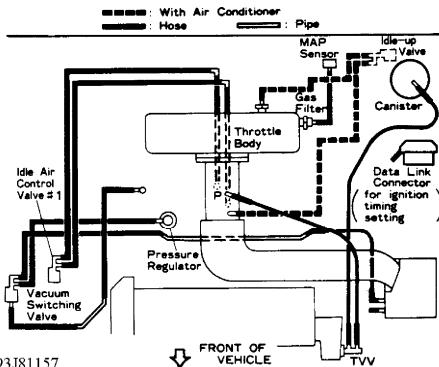 : With Air Conditioner
: Hose : Pipe
MAP
Sensor
Idle-up
Valve
Gas
Filter
Canister
Throttle
Body
Idle Air
Control
Valve #1
Data Link
Connector
(for ignition
timing
setting)
P
Pressure
Regulator
Vacuum
Switching
Valve
FRONT OF
VEHICLE
TVV
93J81157